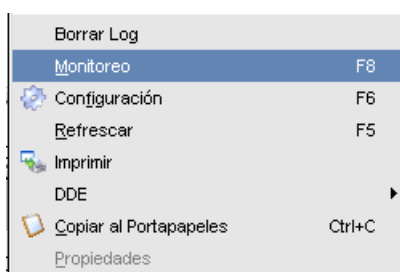 Borrar Log
Monitoreo F8
Configuración F6
Refrescar F5
Imprimir
DDE
Copiar al Portapapeles Ctrl+C
Propiedades